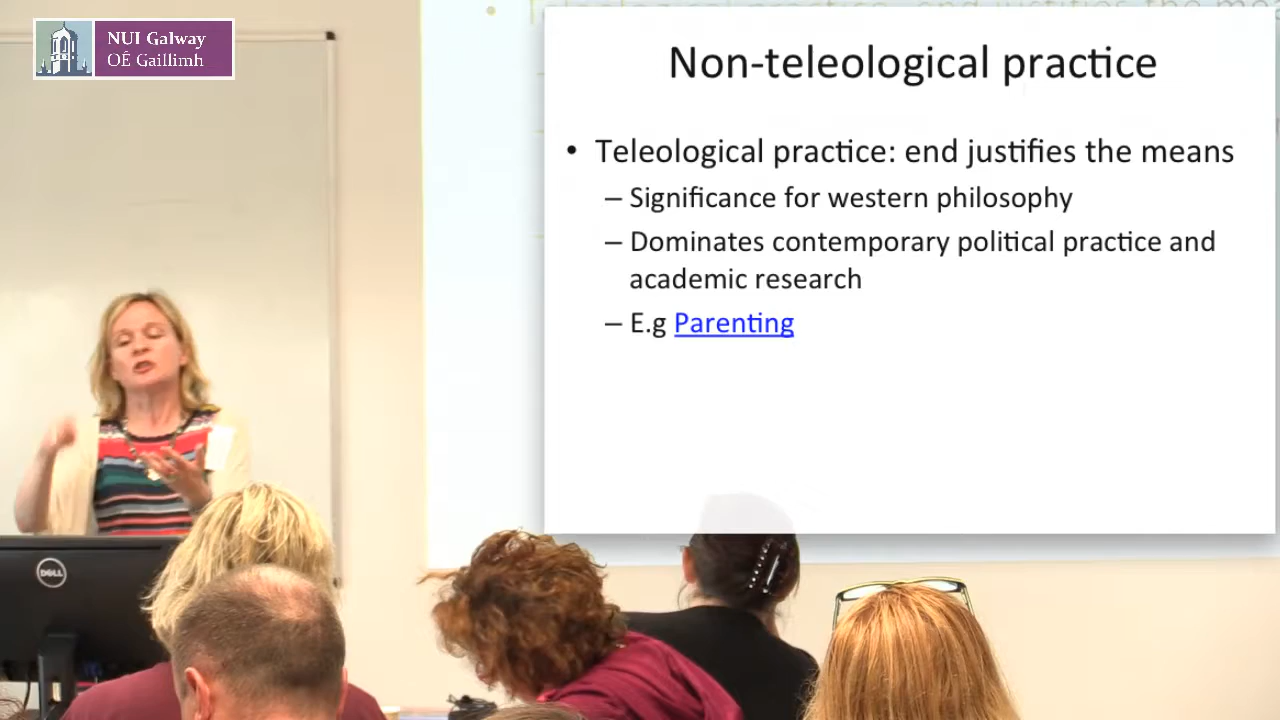 NUI Galway
OÉ Gaillimh
Non-teleological practice
• Teleological practice: end justifies the means
– Significance for western philosophy
– Dominates contemporary political practice and
academic research
– E.g Parenting
DELL